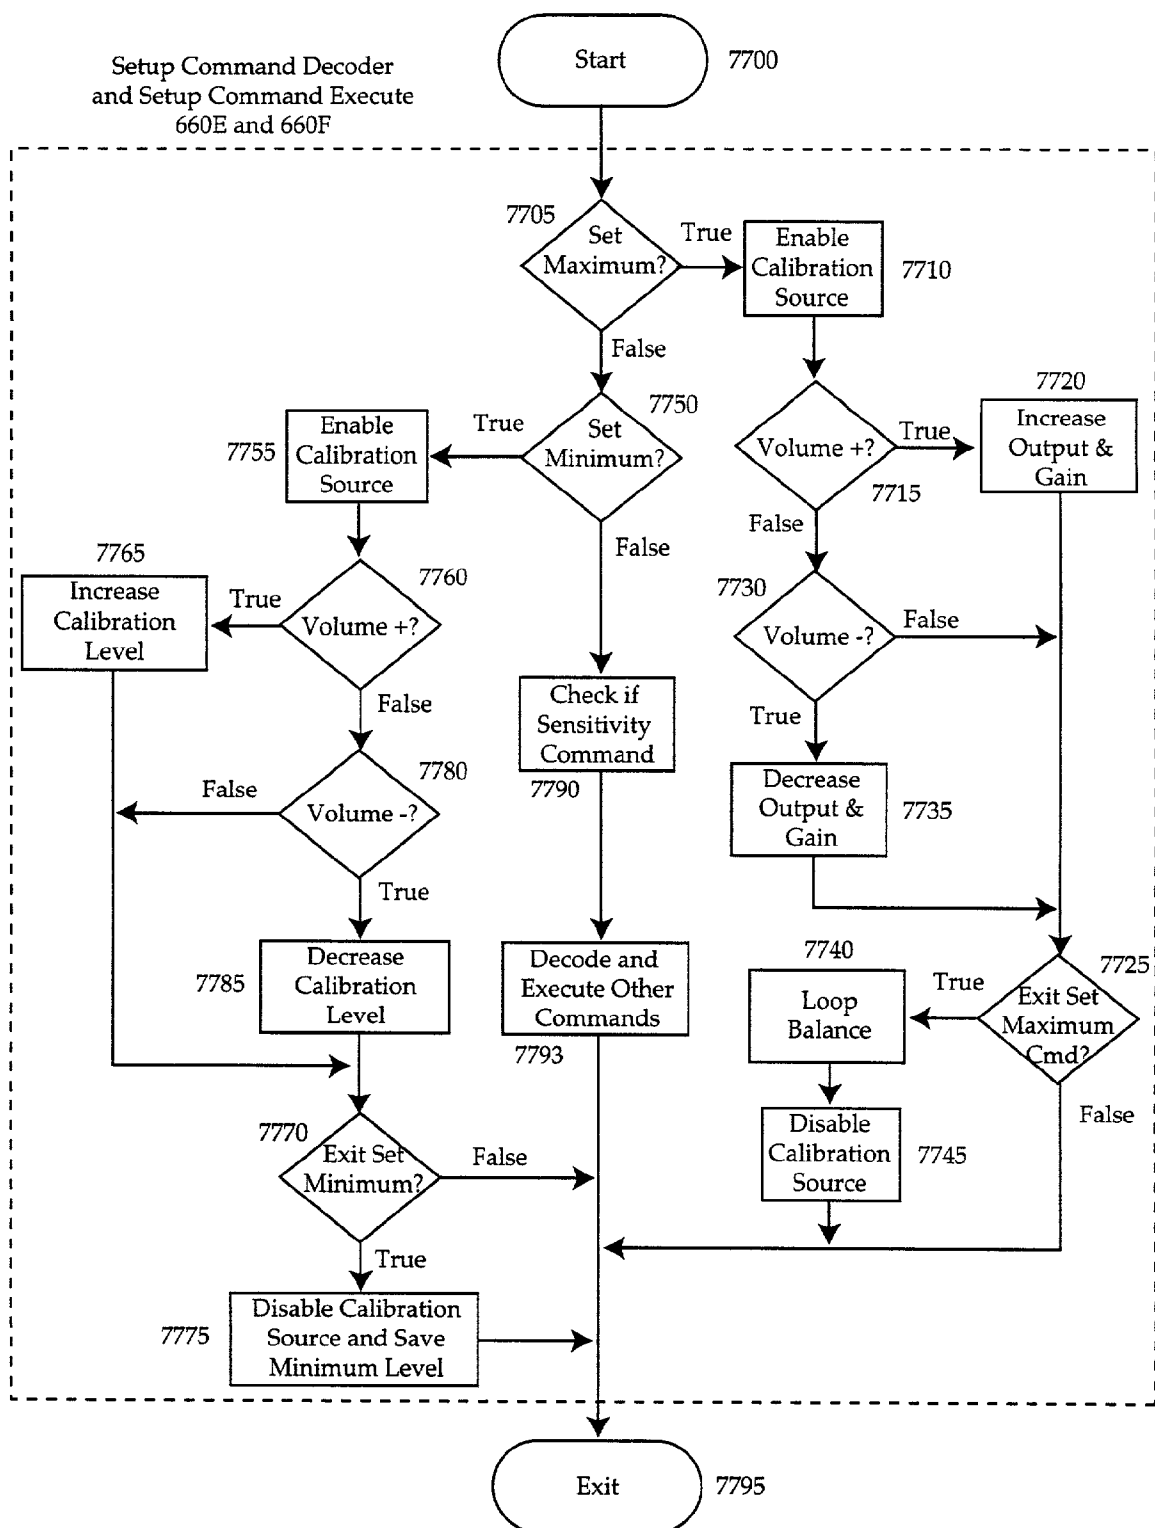 Start
7700
Setup Command Decoder
and Setup Command Execute
660E and 660F
7705
Set
Maximum?
True
Enable
Calibration
Source
7710
False
7750
Set
Minimum?
True
Enable
Calibration
Source
7755
Volume +?
7715
True
7720
Increase
Output &
Gain
False
False
7765
Increase
Calibration
Level
True
7760
Volume +?
7730
Volume -?
False
False
True
Check if
Sensitivity
Command
7790
7780
Volume -?
False
True
Decrease
Output &
Gain
7735
7785
Decrease
Calibration
Level
Decode and
Execute Other
Commands
7793
7740
Loop
Balance
True
7725
Exit Set
Maximum
Cmd?
False
7770
Exit Set
Minimum?
False
Disable
Calibration
Source
7745
True
7775
Disable Calibration
Source and Save
Minimum Level
Exit
7795